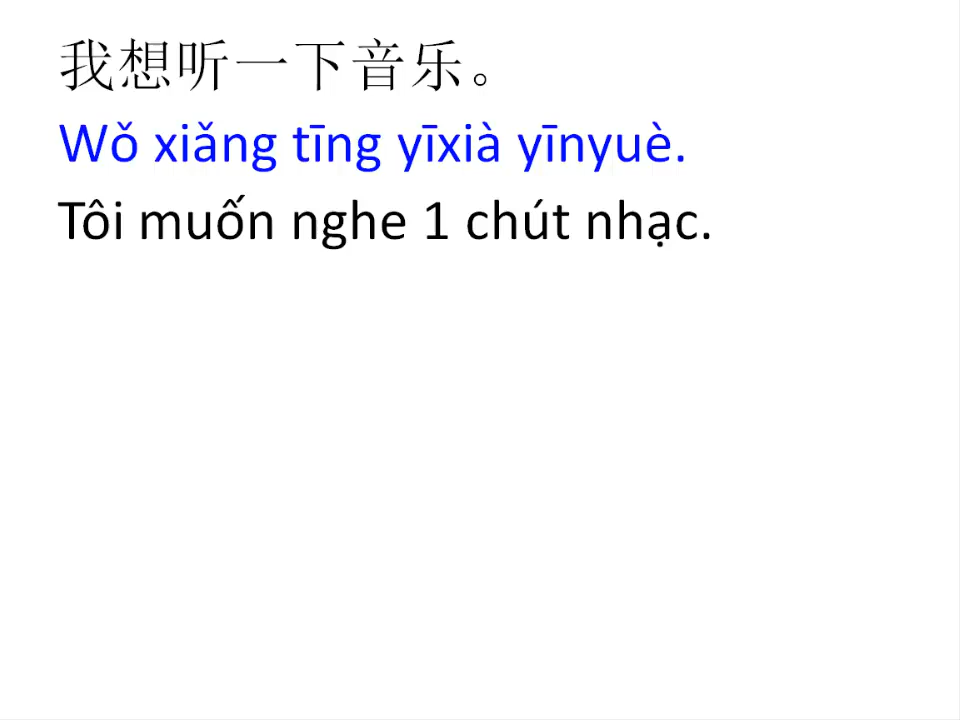 我想听一下音乐。
Wǒ xiǎng tīng yīxià yīnyuè.
Tôi muốn nghe 1 chút nhạc.